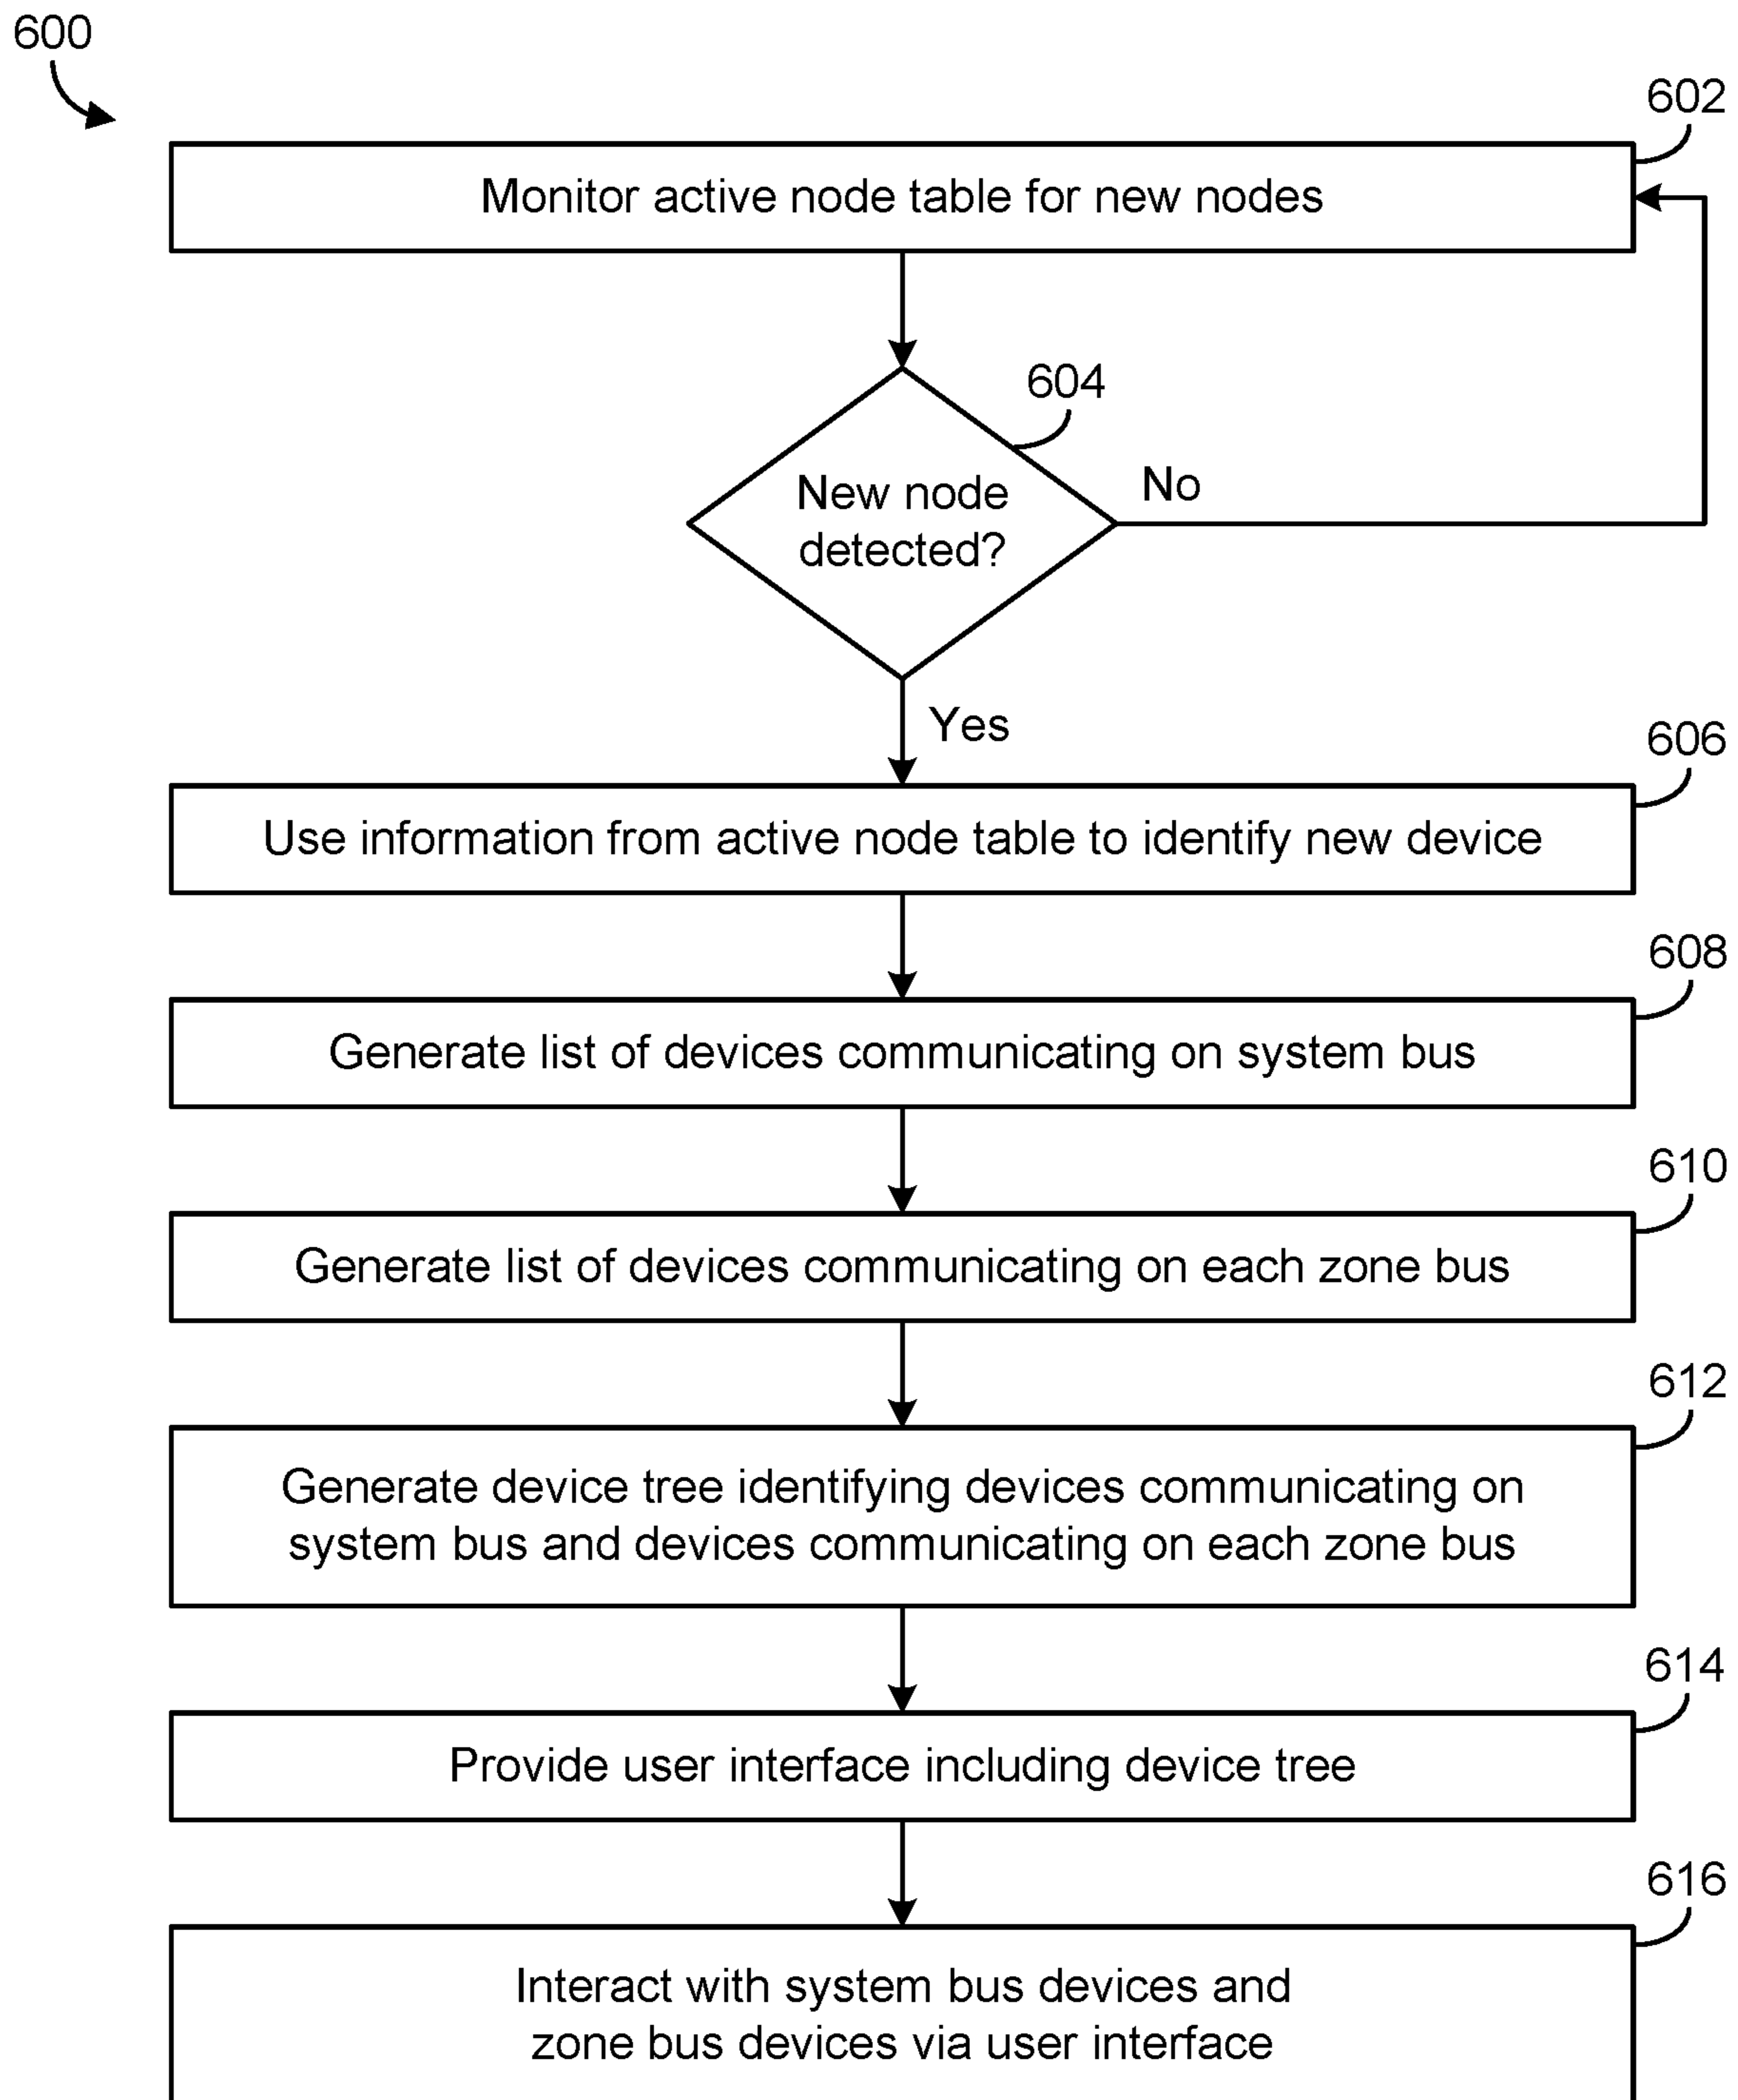 600
602
Monitor active node table for new nodes
604
New node
detected?
No
Yes
606
Use information from active node table to identify new device
608
Generate list of devices communicating on system bus
610
Generate list of devices communicating on each zone bus
612
Generate device tree identifying devices communicating on
system bus and devices communicating on each zone bus
614
Provide user interface including device tree
616
Interact with system bus devices and
zone bus devices via user interface